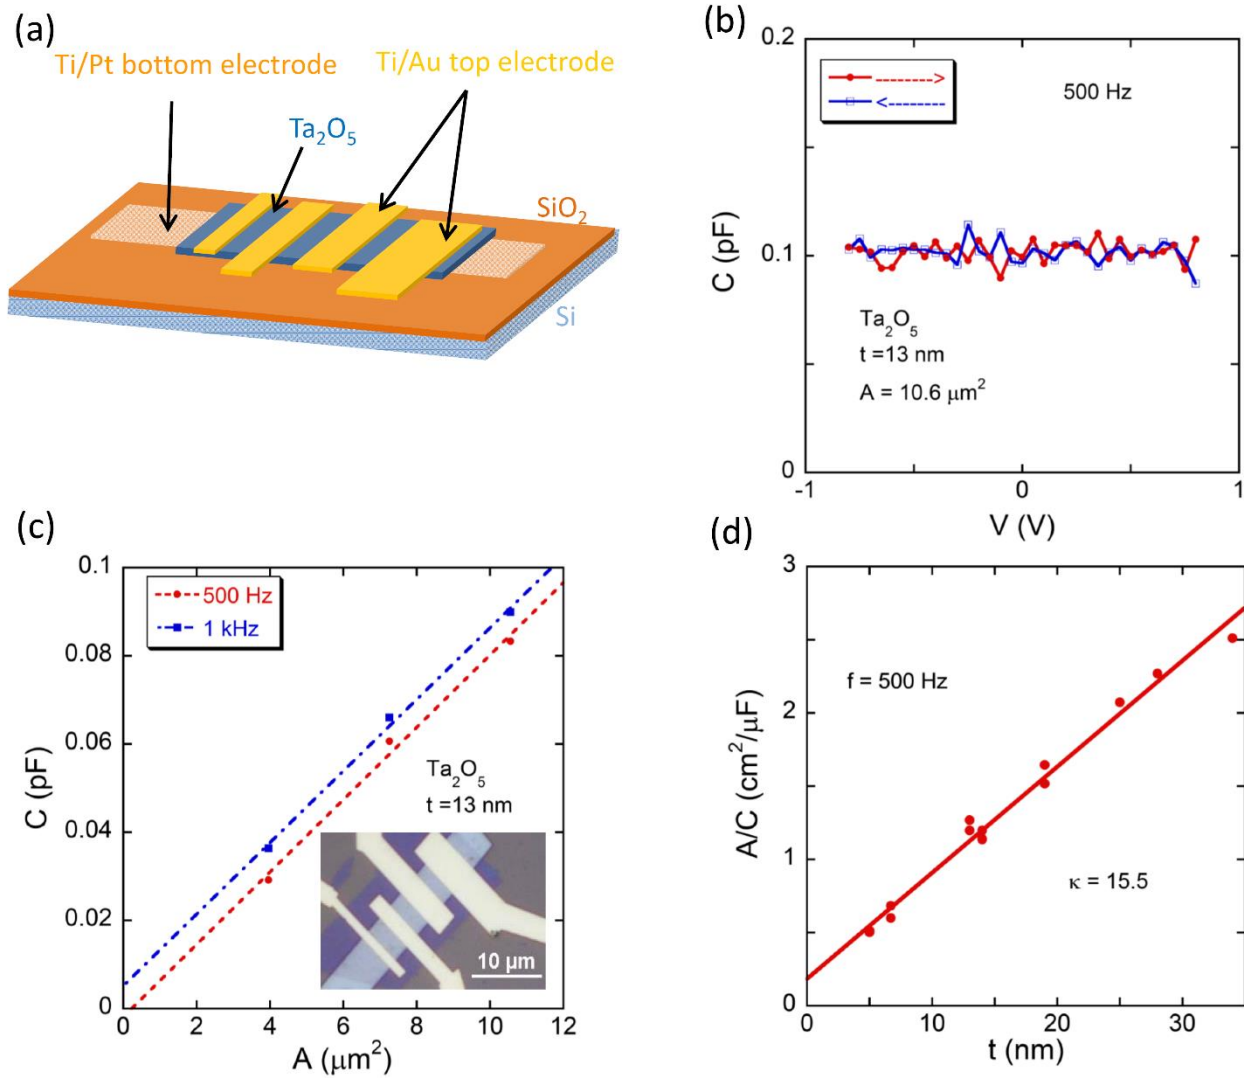 (a)
Ti/Pt bottom electrode
Ti/Au top electrode
Ta₂O₅
SiO₂
Si
(b)
0.2
0.1
0
C (pF)
-------->
<--------
500 Hz
Ta₂O₅
t =13 nm
A = 10.6 μm²
-1
0
1
V (V)
(c)
0.1
0.08
0.06
0.04
0.02
0
C (pF)
500 Hz
1 kHz
Ta₂O₅
t =13 nm
10 μm
0
2
4
6
8
10
12
A (μm²)
(d)
3
2
1
0
A/C (cm²/μF)
f = 500 Hz
κ = 15.5
0
10
20
30
t (nm)